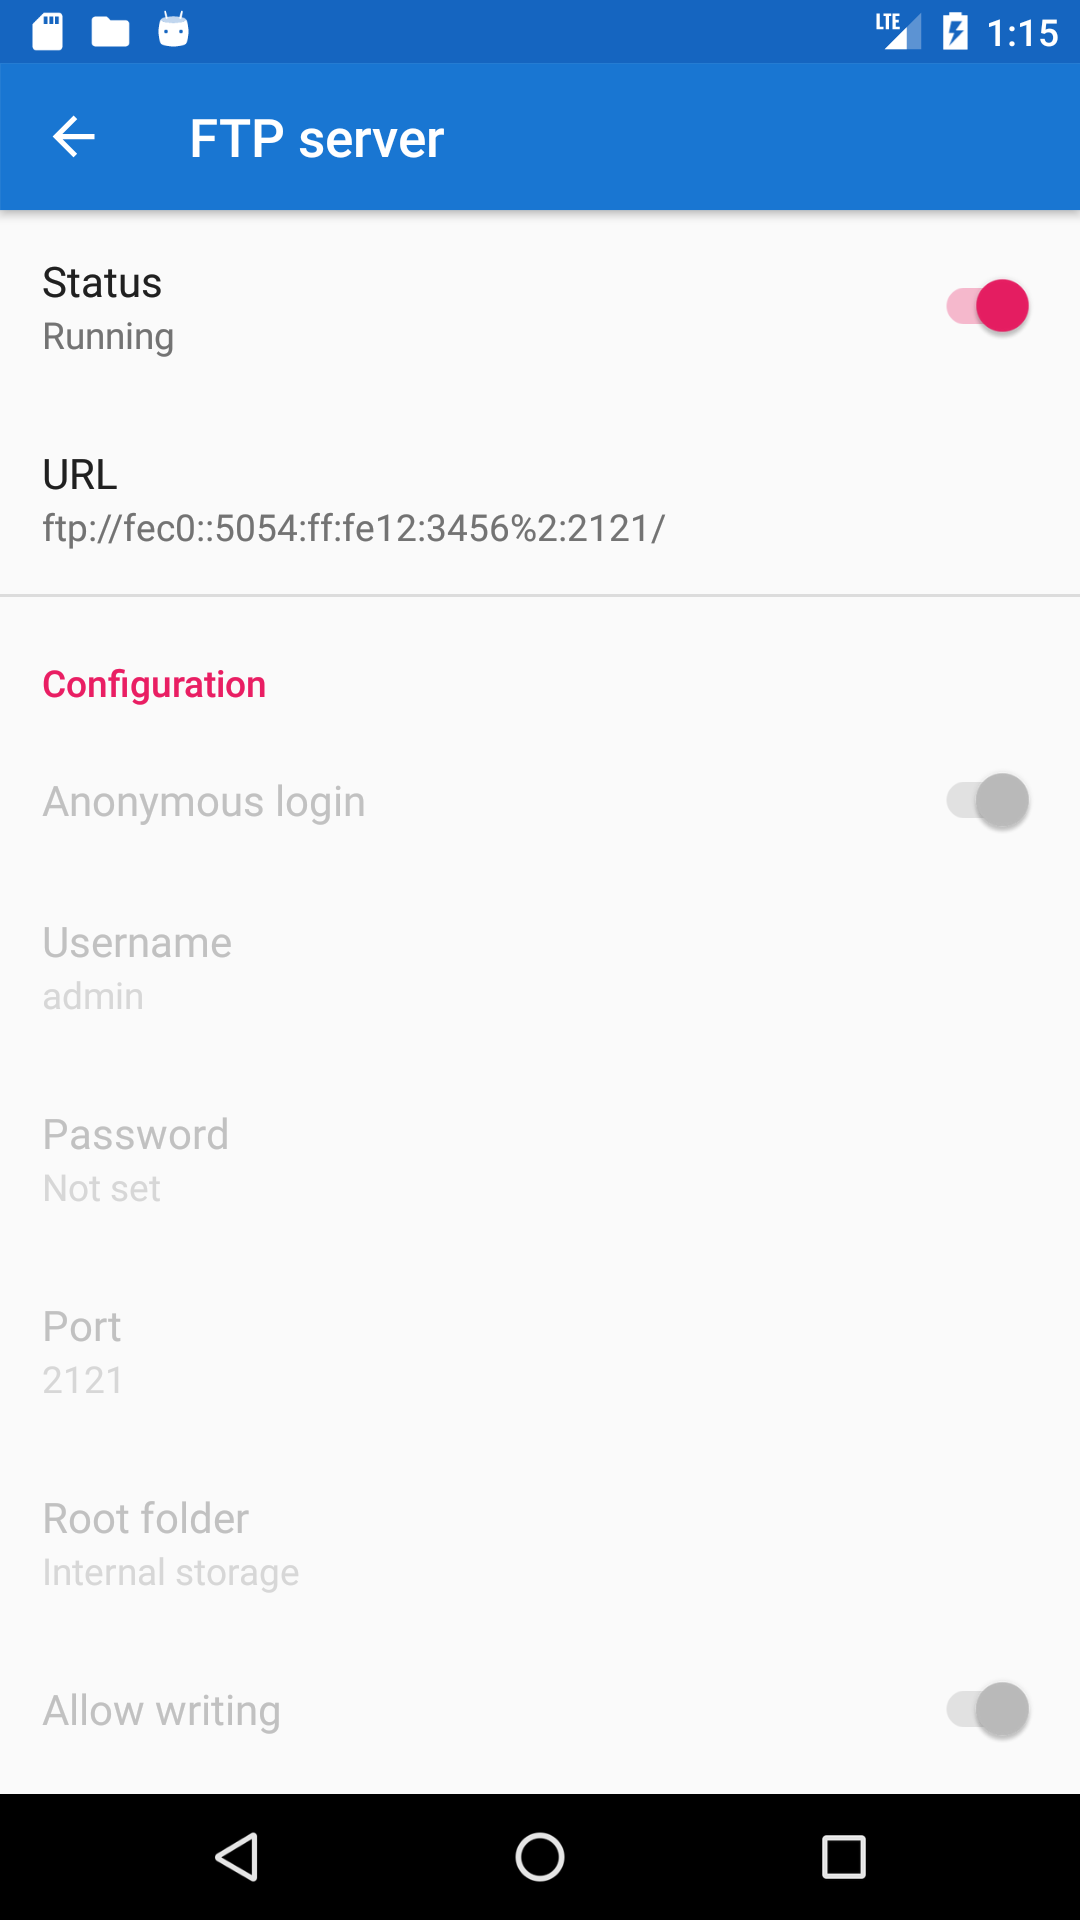 LTE 1:15
FTP server
Status
Running
URL
ftp://fec0::5054:ff:fe12:3456%2:2121/
Configuration
Anonymous login
Username
admin
Password
Not set
Port
2121
Root folder
Internal storage
Allow writing